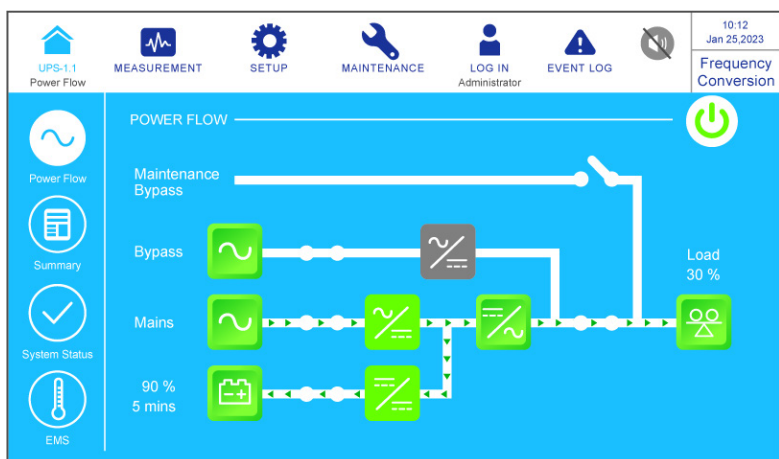 UPS-1.1
Power Flow
MEASUREMENT
SETUP
MAINTENANCE
LOG IN
Administrator
EVENT LOG
10:12
Jan 25,2023
Frequency
Conversion
Power Flow
Summary
System Status
EMS
POWER FLOW
Maintenance
Bypass
Bypass
Load
30 %
Mains
90 %
5 mins